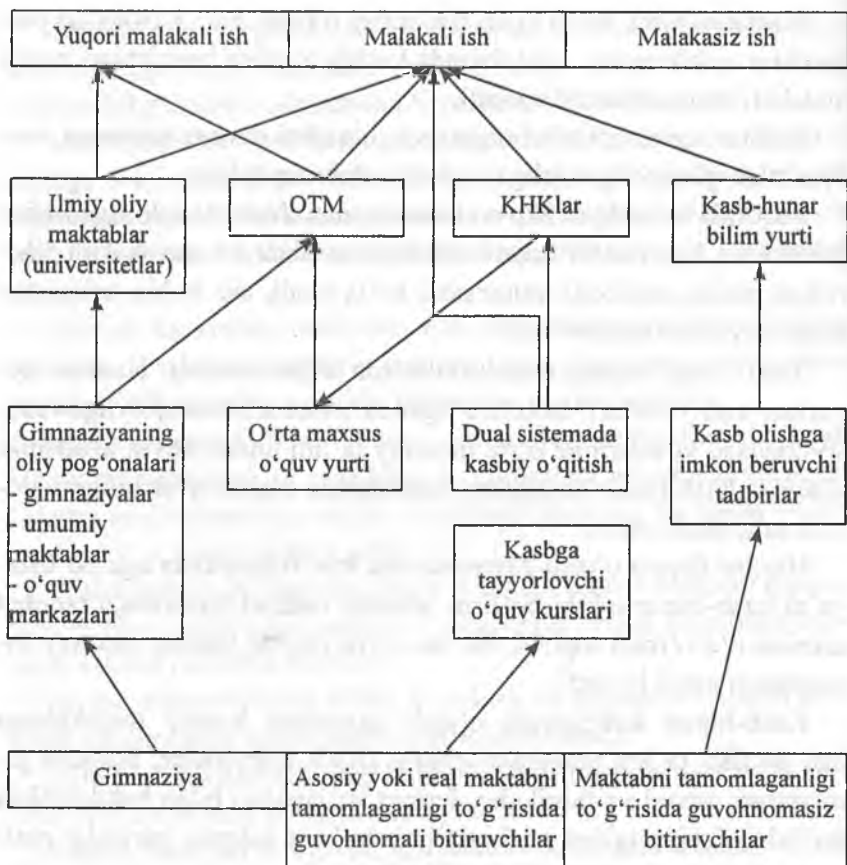 Yuqori malakali ish
Malakali ish
Malakasiz ish
Ilmiy oliy
maktablar
(universitetlar)
OTM
KHKlar
Kasb-hunar
bilim yurti
Gimnaziyaning
oliy pog‘onalari
- gimnaziyalar
- umumiy
maktablar
- o‘quv
markazlari
O‘rta maxsus
o‘quv yurti
Dual sistemada
kasbiy o‘qitish
Kasb blishga
imkon beruvchi
tadbirlar
Kasbga
tayyorlovchi
o‘quv kurslari
Gimnaziya
Asosiy yoki real maktabni
tamomlaganligi to‘g‘risida
guvohnomali bitiruvchilar
Maktabni tamomlaganligi
to‘g‘risida guvohnomasiz
bitiruvchilar